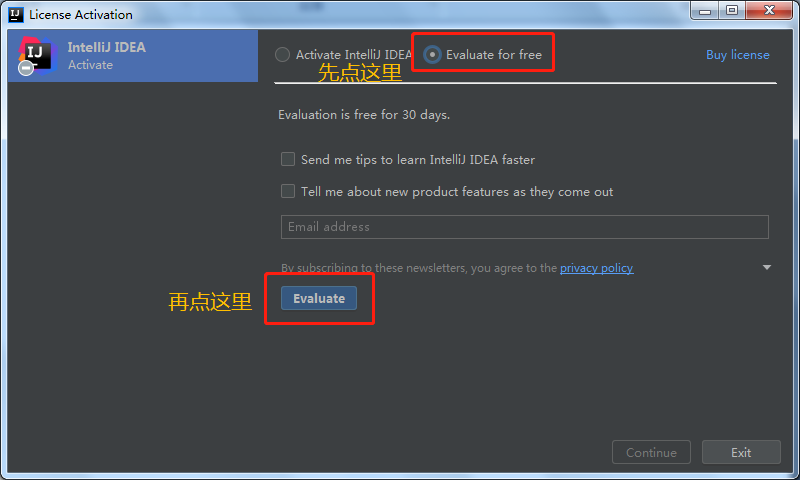 License Activation
IntelliJ IDEA
Activate
Activate IntelliJ IDEA
Evaluate for free
Buy license
先点这里
Evaluation is free for 30 days.
Send me tips to learn IntelliJ IDEA faster
Tell me about new product features as they come out
Email address
By subscribing to these newsletters, you agree to the privacy policy
再点这里
Evaluate
Continue
Exit